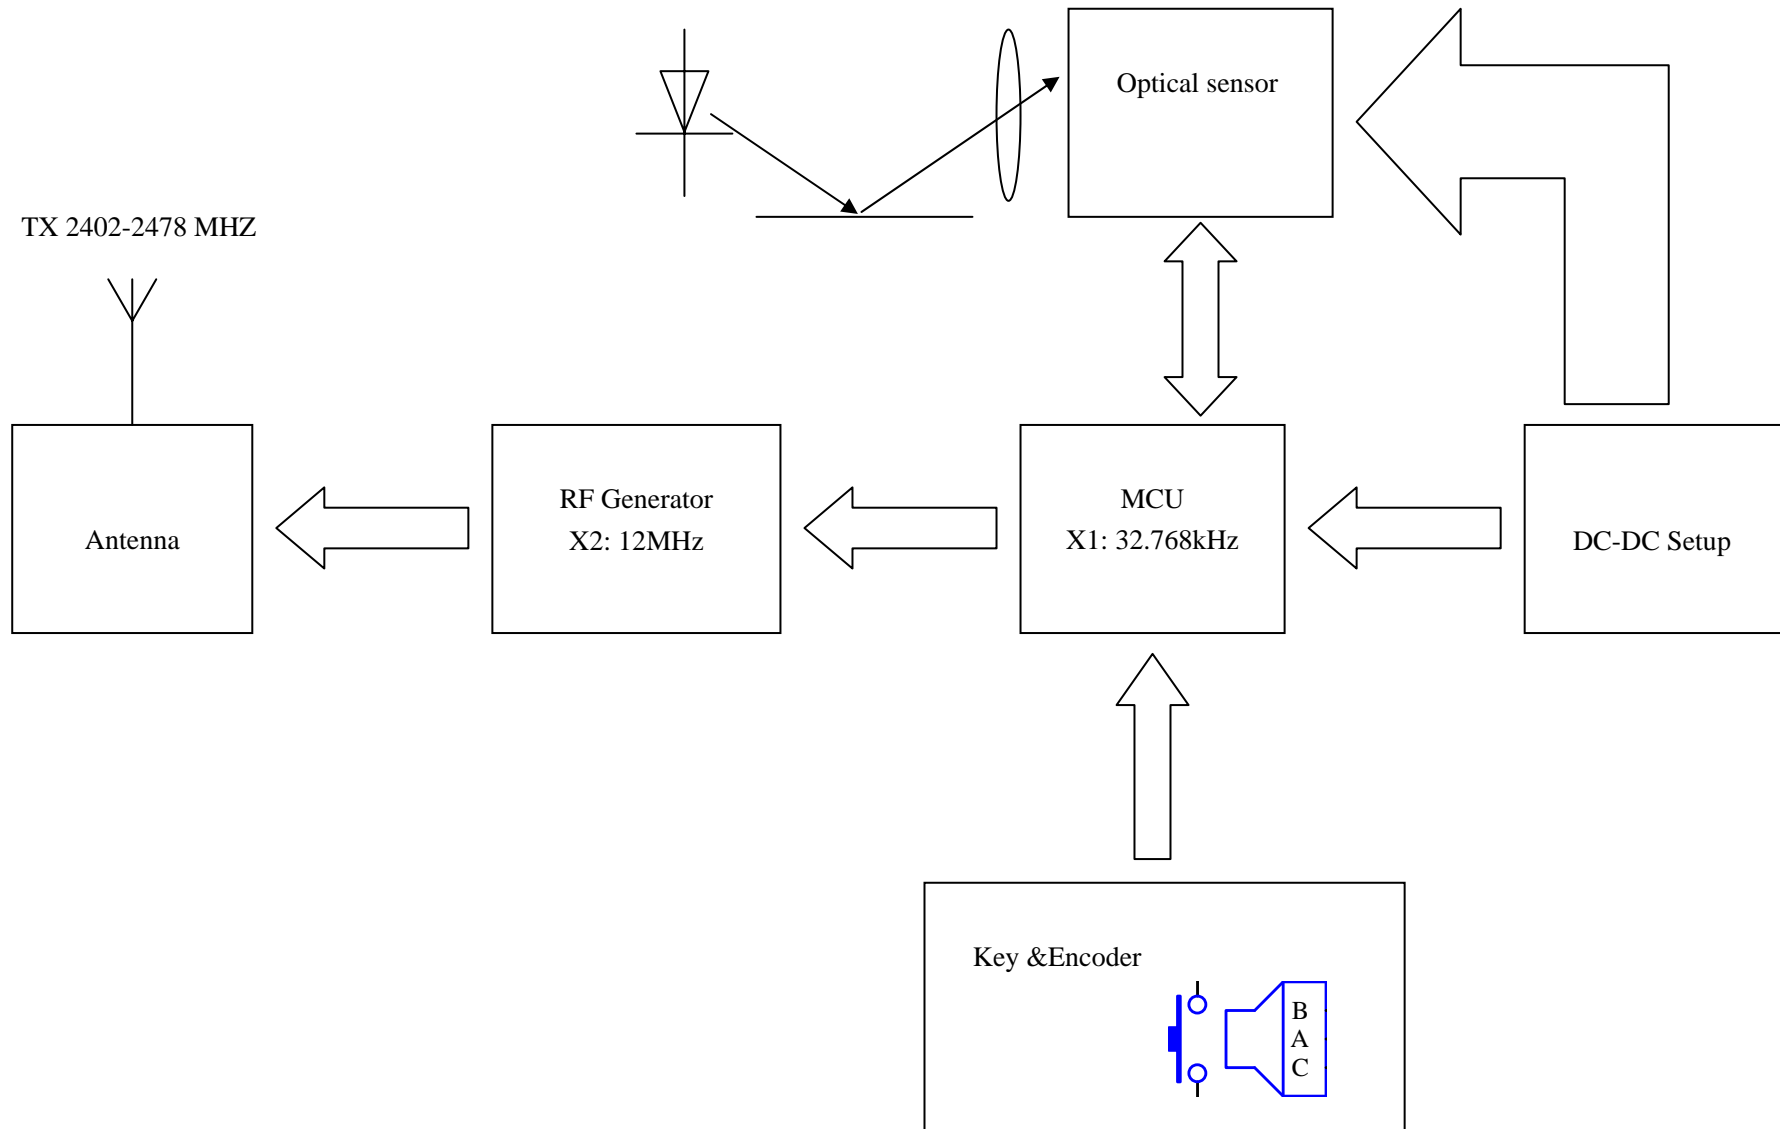 Optical sensor
TX 2402-2478 MHZ
Antenna
RF Generator
X2: 12MHz
MCU
X1: 32.768kHz
DC-DC Setup
Key &Encoder
B
A
C